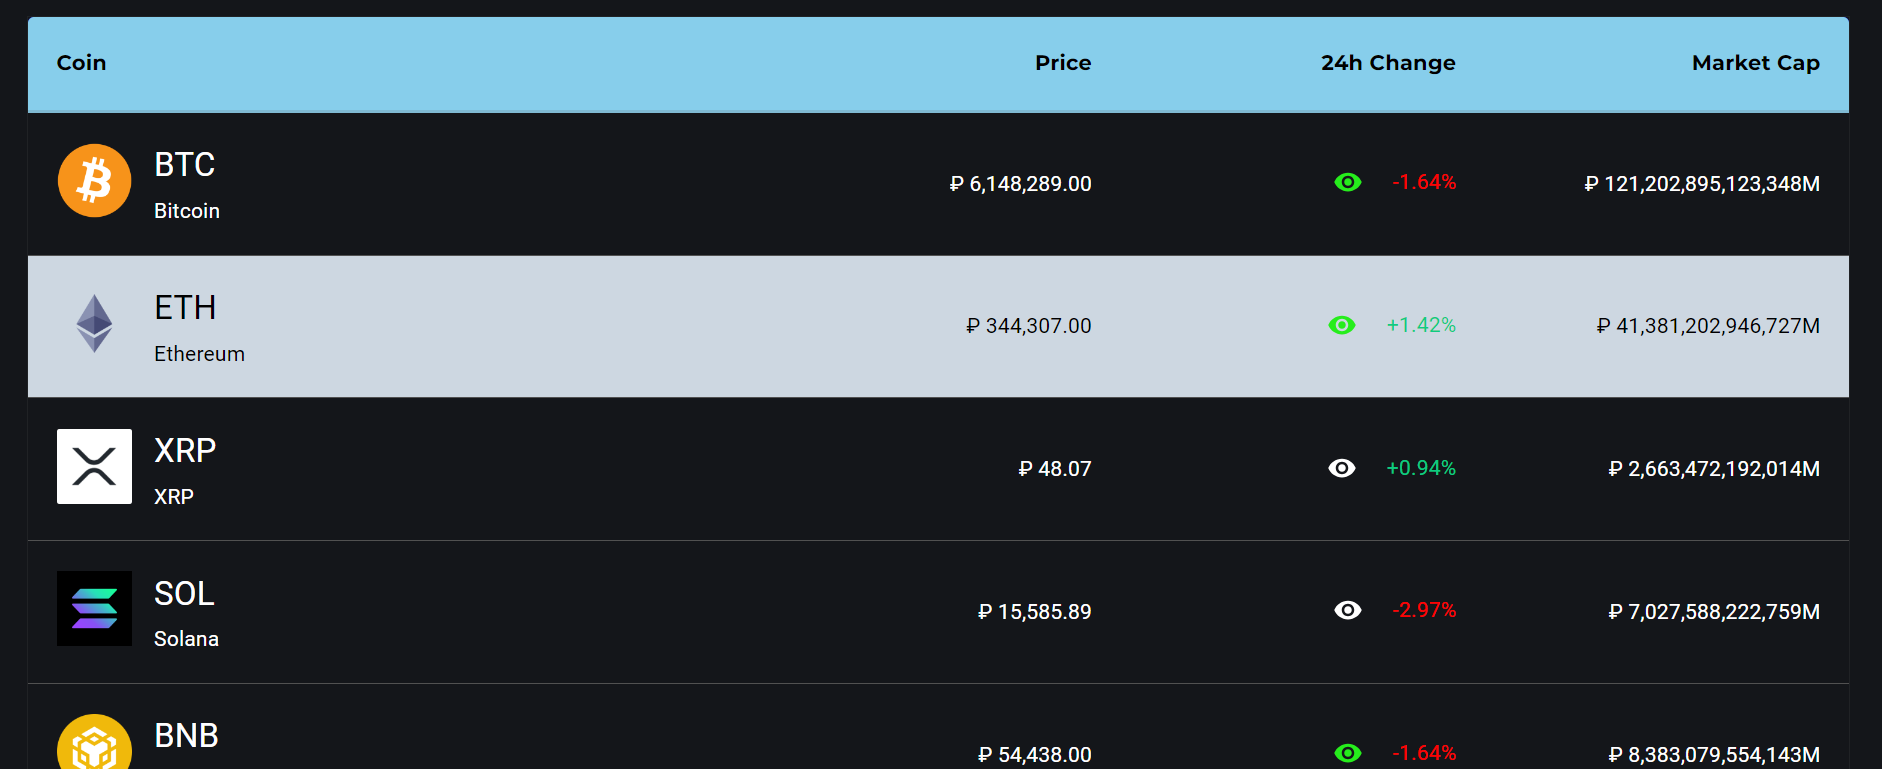 Coin Price 24h Change Market Cap
BTC
Bitcoin
₽ 6,148,289.00 -1.64% ₽ 121,202,895,123,348M
ETH
Ethereum
₽ 344,307.00 +1.42% ₽ 41,381,202,946,727M
XRP
XRP
₽ 48.07 +0.94% ₽ 2,663,472,192,014M
SOL
Solana
₽ 15,585.89 -2.97% ₽ 7,027,588,222,759M
BNB
₽ 54,438.00 -1.64% ₽ 8,383,079,554,143M